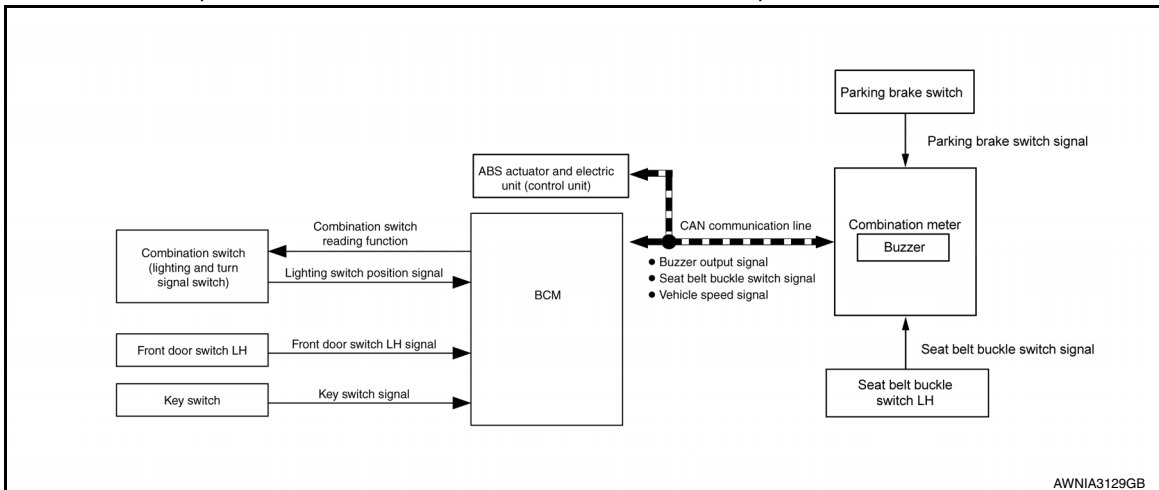 Parking brake switch
Parking brake switch signal
ABS actuator and electric
unit (control unit)
Combination switch
reading function
CAN communication line
Combination meter
Buzzer
Combination switch
(lighting and turn
signal switch)
Lighting switch position signal
BCM
● Buzzer output signal
● Seat belt buckle switch signal
● Vehicle speed signal
Front door switch LH
Front door switch LH signal
Seat belt buckle switch signal
Key switch
Key switch signal
Seat belt buckle
switch LH
AWNIA3129GB